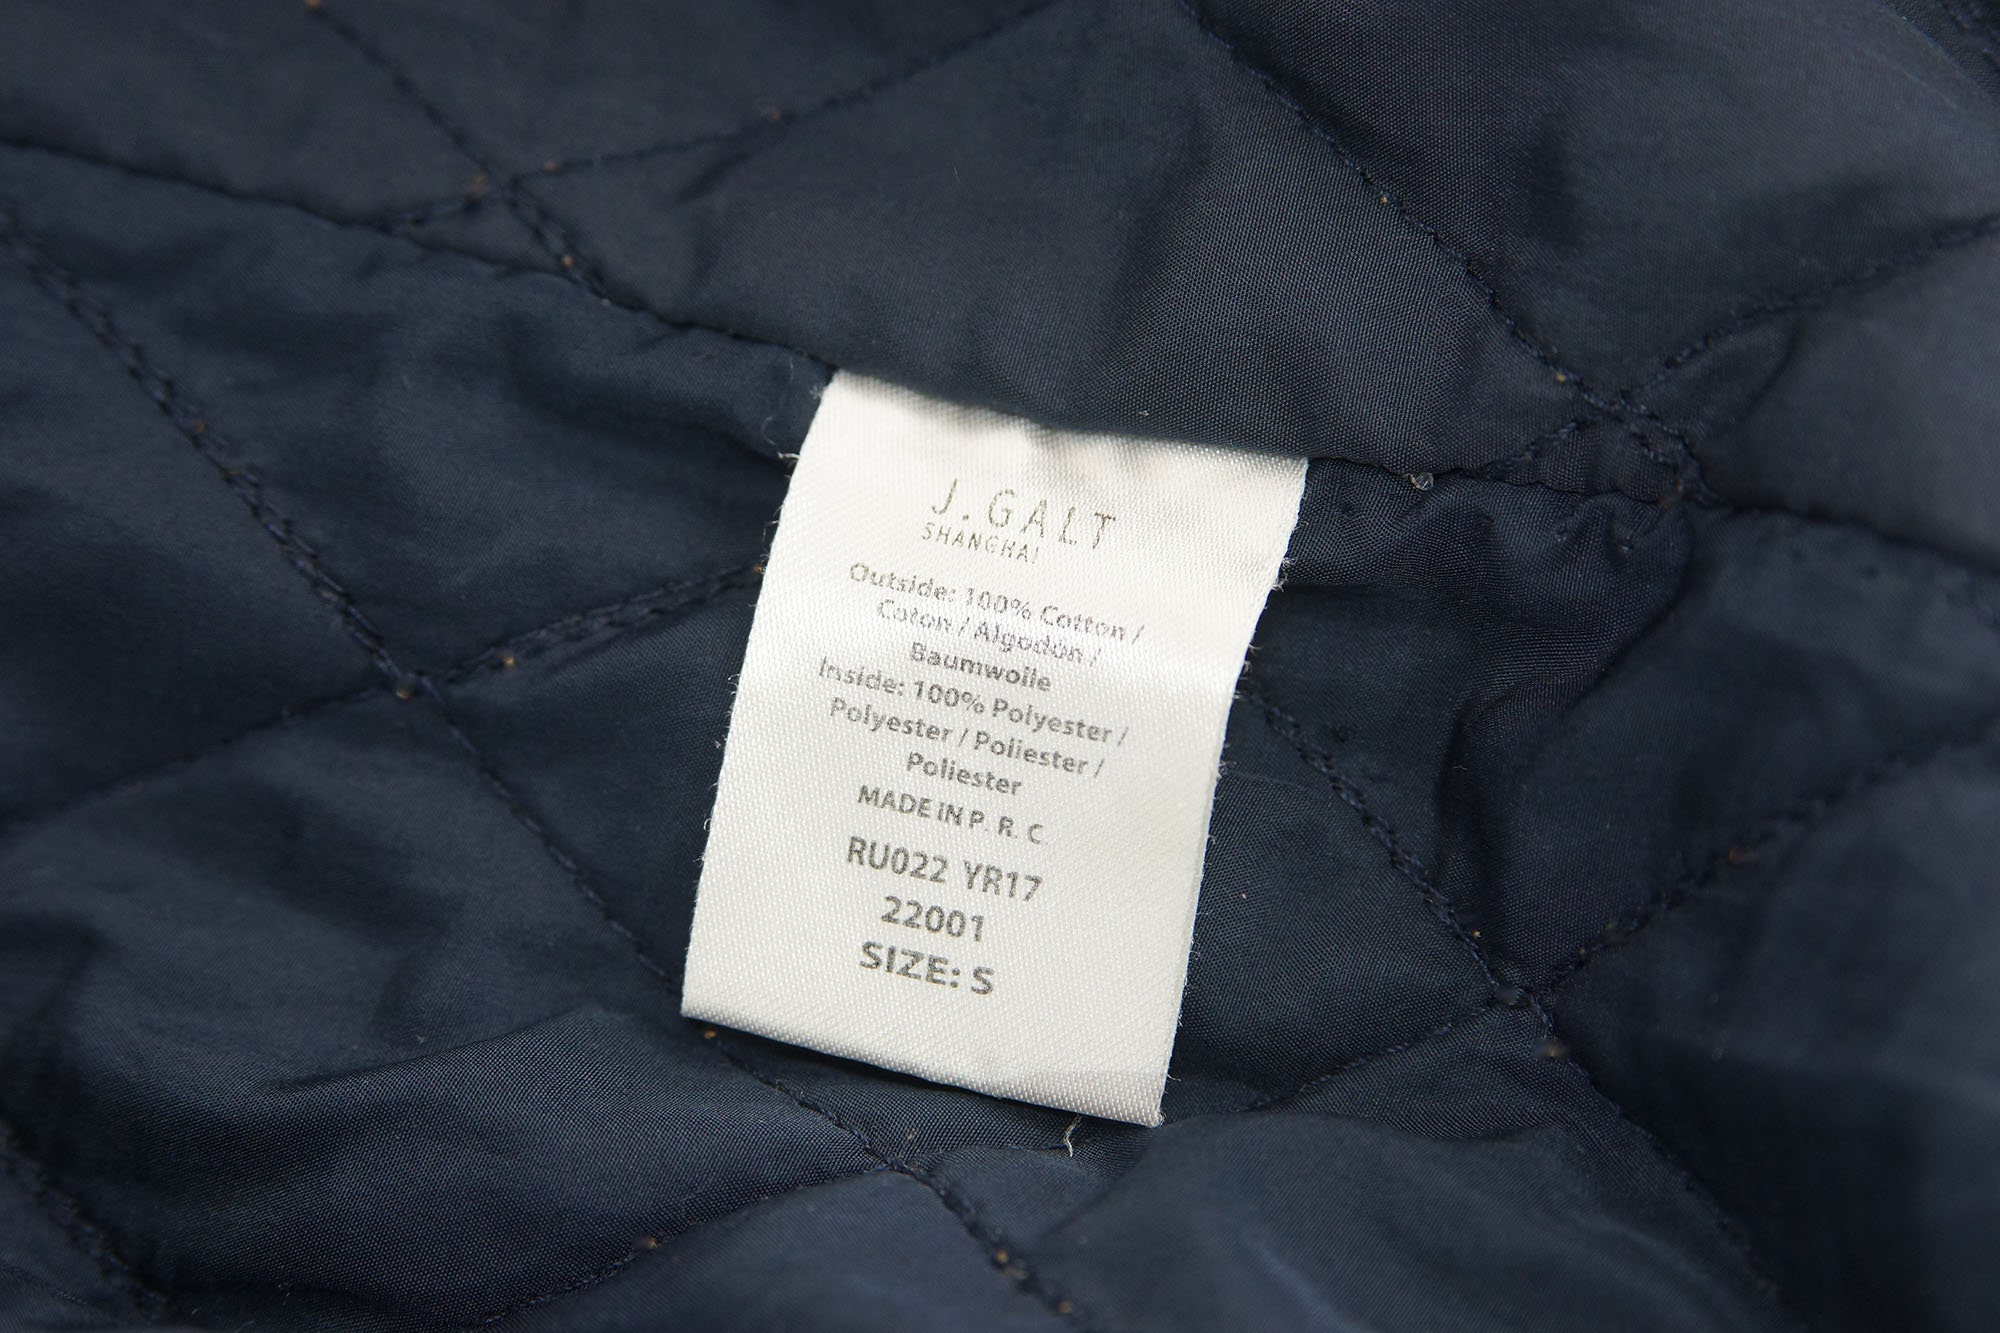 J. GALT
SHANGHAI
Outside: 100% Cotton /
Coton / Algodón /
Baumwolle
Inside: 100% Polyester /
Polyester / Poliester /
Poliester
MADE IN P. R. C.
RU022 YR17
22001
SIZE: S